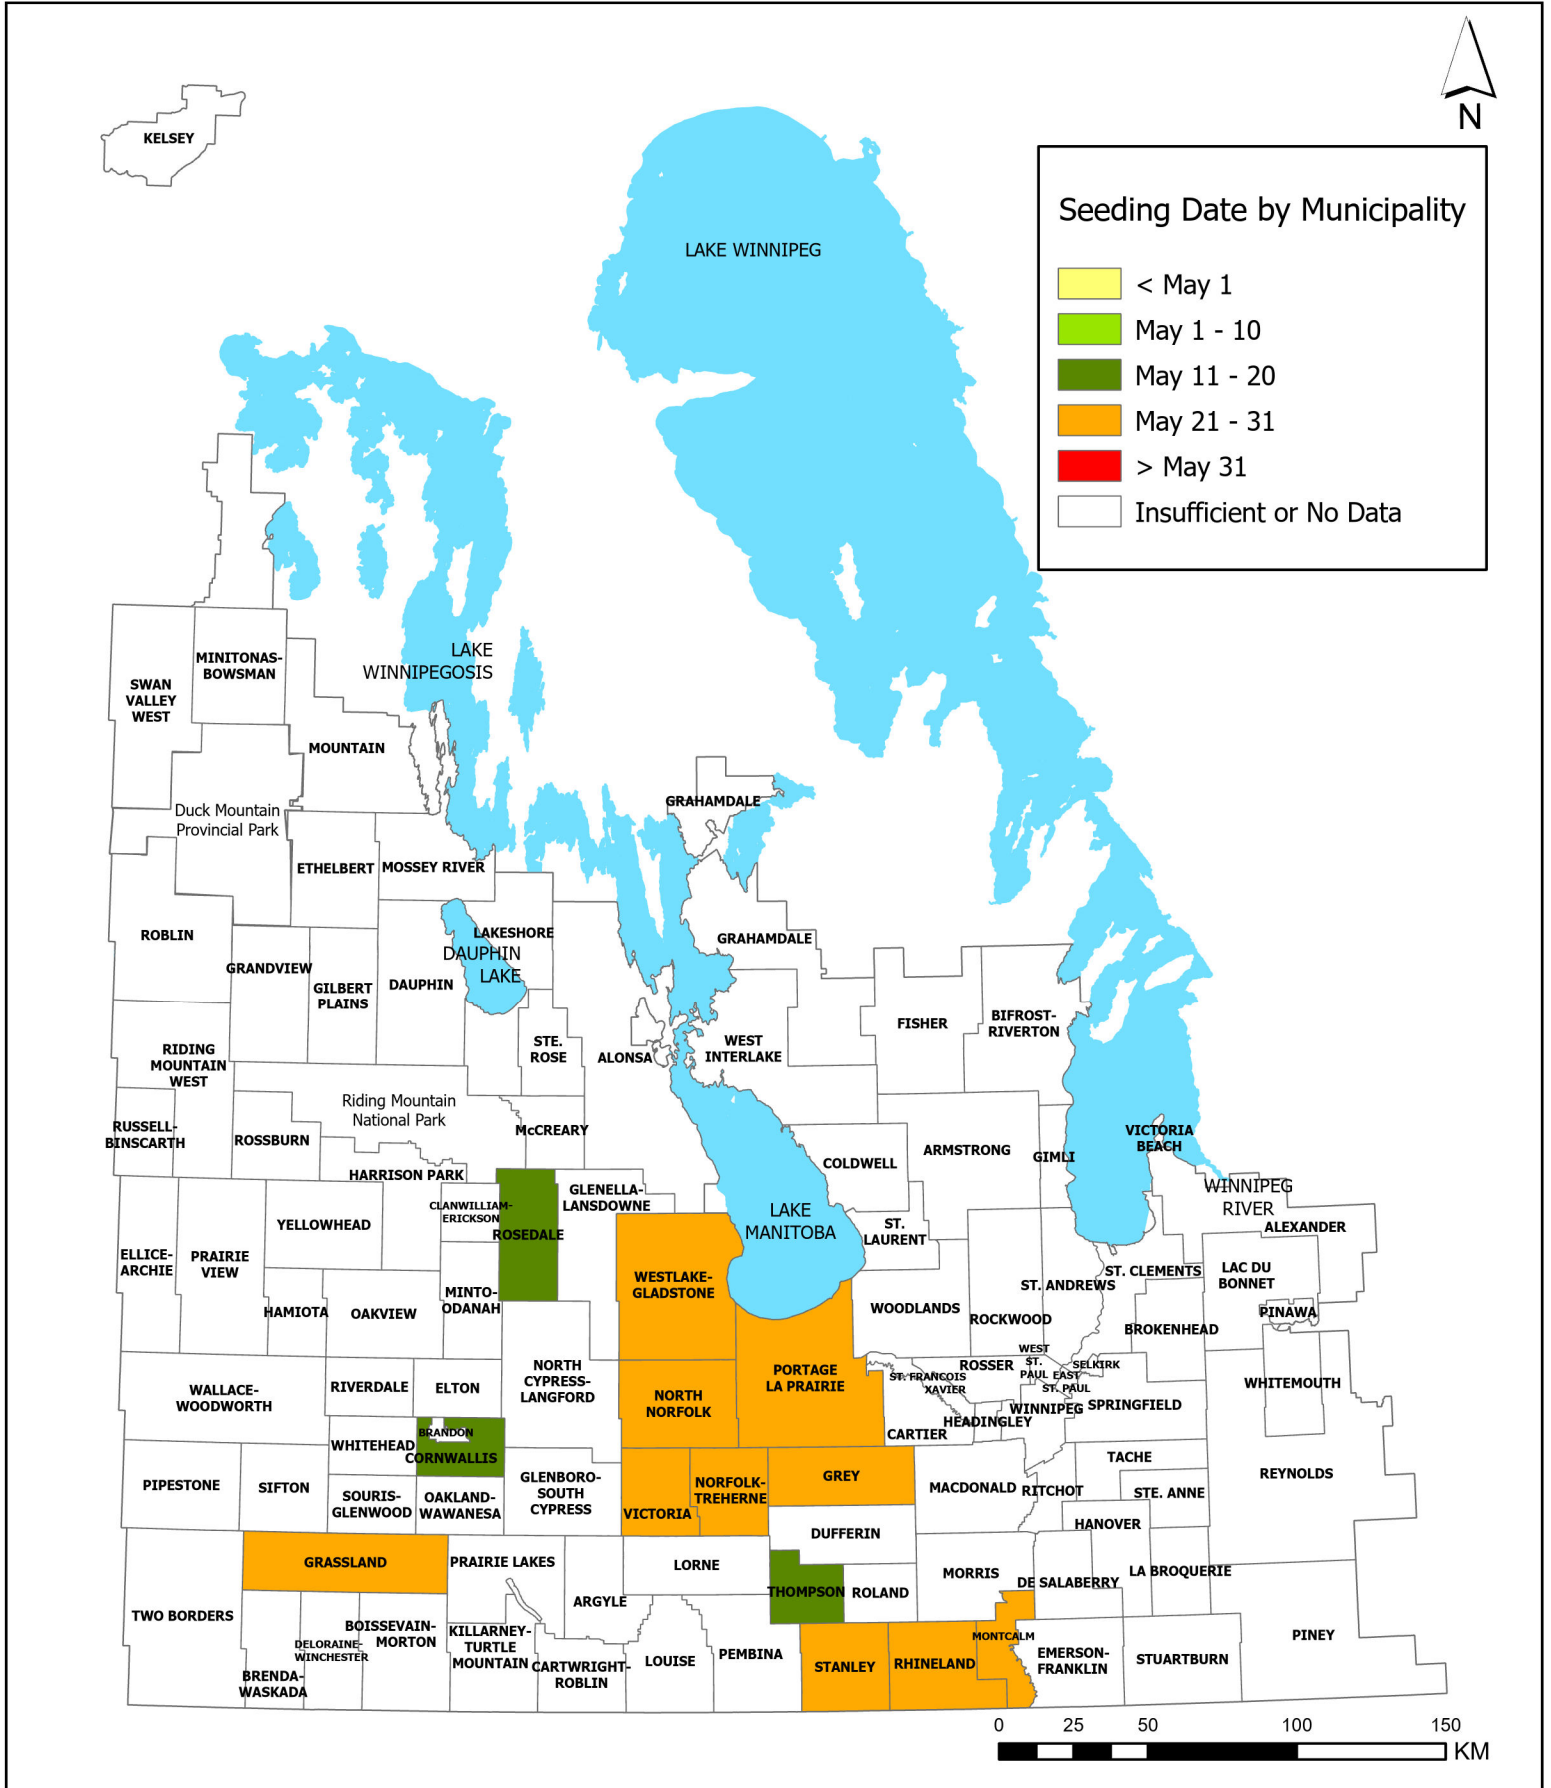 N
KELSEY
Seeding Date by Municipality
< May 1
May 1 - 10
May 11 - 20
May 21 - 31
> May 31
Insufficient or No Data
LAKE WINNIPEG
LAKE
WINNIPEGOSIS
MINITONAS-
BOWSMAN
SWAN
VALLEY
WEST
MOUNTAIN
Duck Mountain
Provincial Park
GRAHAMDALE
ETHELBERT
MOSSEY RIVER
ROBLIN
LAKESHORE
DAUPHIN
LAKE
GRAHAMDALE
GRANDVIEW
GILBERT
PLAINS
DAUPHIN
FISHER
BIFROST-
RIVERTON
STE.
ROSE
ALONSA
WEST
INTERLAKE
RIDING
MOUNTAIN
WEST
Riding Mountain
National Park
RUSSELL-
BINSCARTH
ROSSBURN
McCREARY
HARRISON PARK
COLDWELL
ARMSTRONG
GIMLI
VICTORIA
BEACH
CLANWILLIAM-
ERICKSON
ROSEDALE
GLENELLA-
LANSDOWNE
LAKE
MANITOBA
ST.
LAURENT
WINNIPEG
RIVER
ALEXANDER
YELLOWHEAD
ELLICE-
ARCHIE
PRAIRIE
VIEW
WESTLAKE-
GLADSTONE
ST. ANDREWS
ST. CLEMENTS
LAC DU
BONNET
HAMIOTA
OAKVIEW
MINTO-
ODANAH
WOODLANDS
ROCKWOOD
BROKENHEAD
PINAWA
WALLACE-
WOODWORTH
RIVERDALE
ELTON
NORTH
CYPRESS-
LANGFORD
NORTH
NORFOLK
PORTAGE
LA PRAIRIE
ST. FRANCOIS
XAVIER
ROSSER
WEST
ST.
PAUL
EAST
ST. PAUL
SELKIRK
WHITEMOUTH
CARTIER
HEADINGLEY
WINNIPEG
SPRINGFIELD
WHITEHEAD
BRANDON
CORNWALLIS
PIPESTONE
SIFTON
SOURIS-
GLENWOOD
OAKLAND-
WAWANESA
GLENBORO-
SOUTH
CYPRESS
VICTORIA
NORFOLK-
TREHERNE
GREY
MACDONALD
RITCHOT
TACHE
STE. ANNE
REYNOLDS
HANOVER
DUFFERIN
GRASSLAND
PRAIRIE LAKES
LORNE
ARGYLE
THOMPSON
ROLAND
MORRIS
DE SALABERRY
LA BROQUERIE
TWO BORDERS
BOISSEVAIN-
MORTON
DELORAINE-
WINCHESTER
BRENDA-
WASKADA
KILLARNEY-
TURTLE
MOUNTAIN
CARTWRIGHT-
ROBLIN
LOUISE
PEMBINA
STANLEY
RHINELAND
MONTCALM
EMERSON-
FRANKLIN
STUARTBURN
PINEY
0 25 50 100 150
KM